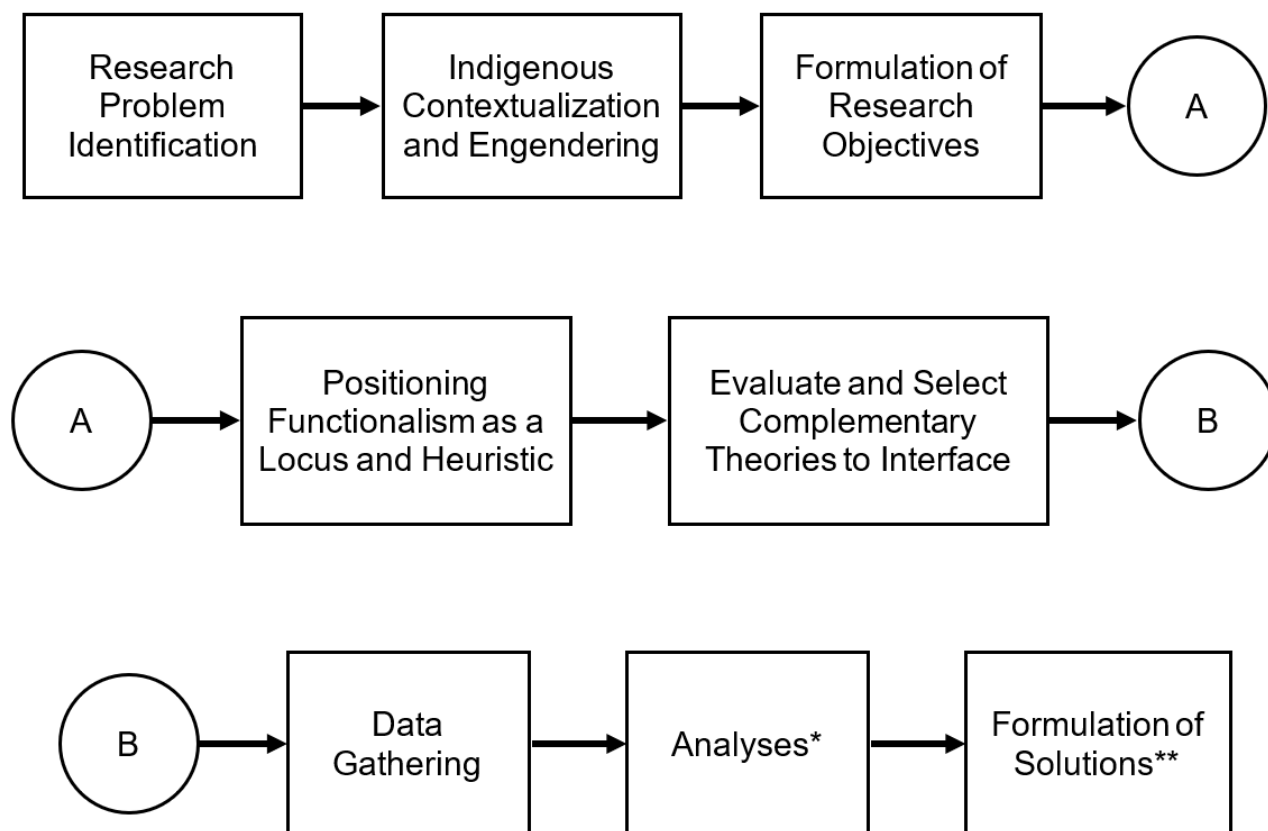 Research
Problem
Identification
Indigenous
Contextualization
and Engendering
Formulation of
Research
Objectives
A
A
Positioning
Functionalism as a
Locus and Heuristic
Evaluate and Select
Complementary
Theories to Interface
B
B
Data
Gathering
Analyses*
Formulation of
Solutions**